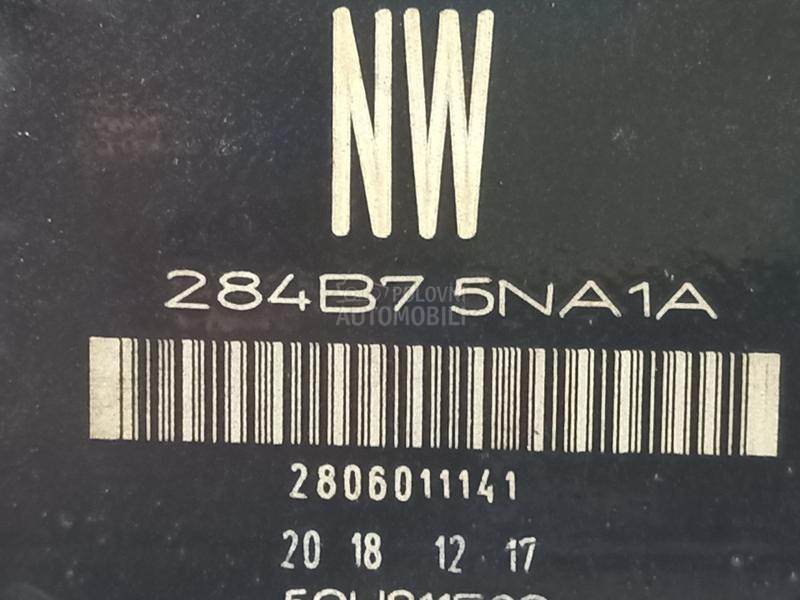 NW
284B7 5NA1A
POLOVNI
AUTOMOBILI
2806011141
20 18 12 17